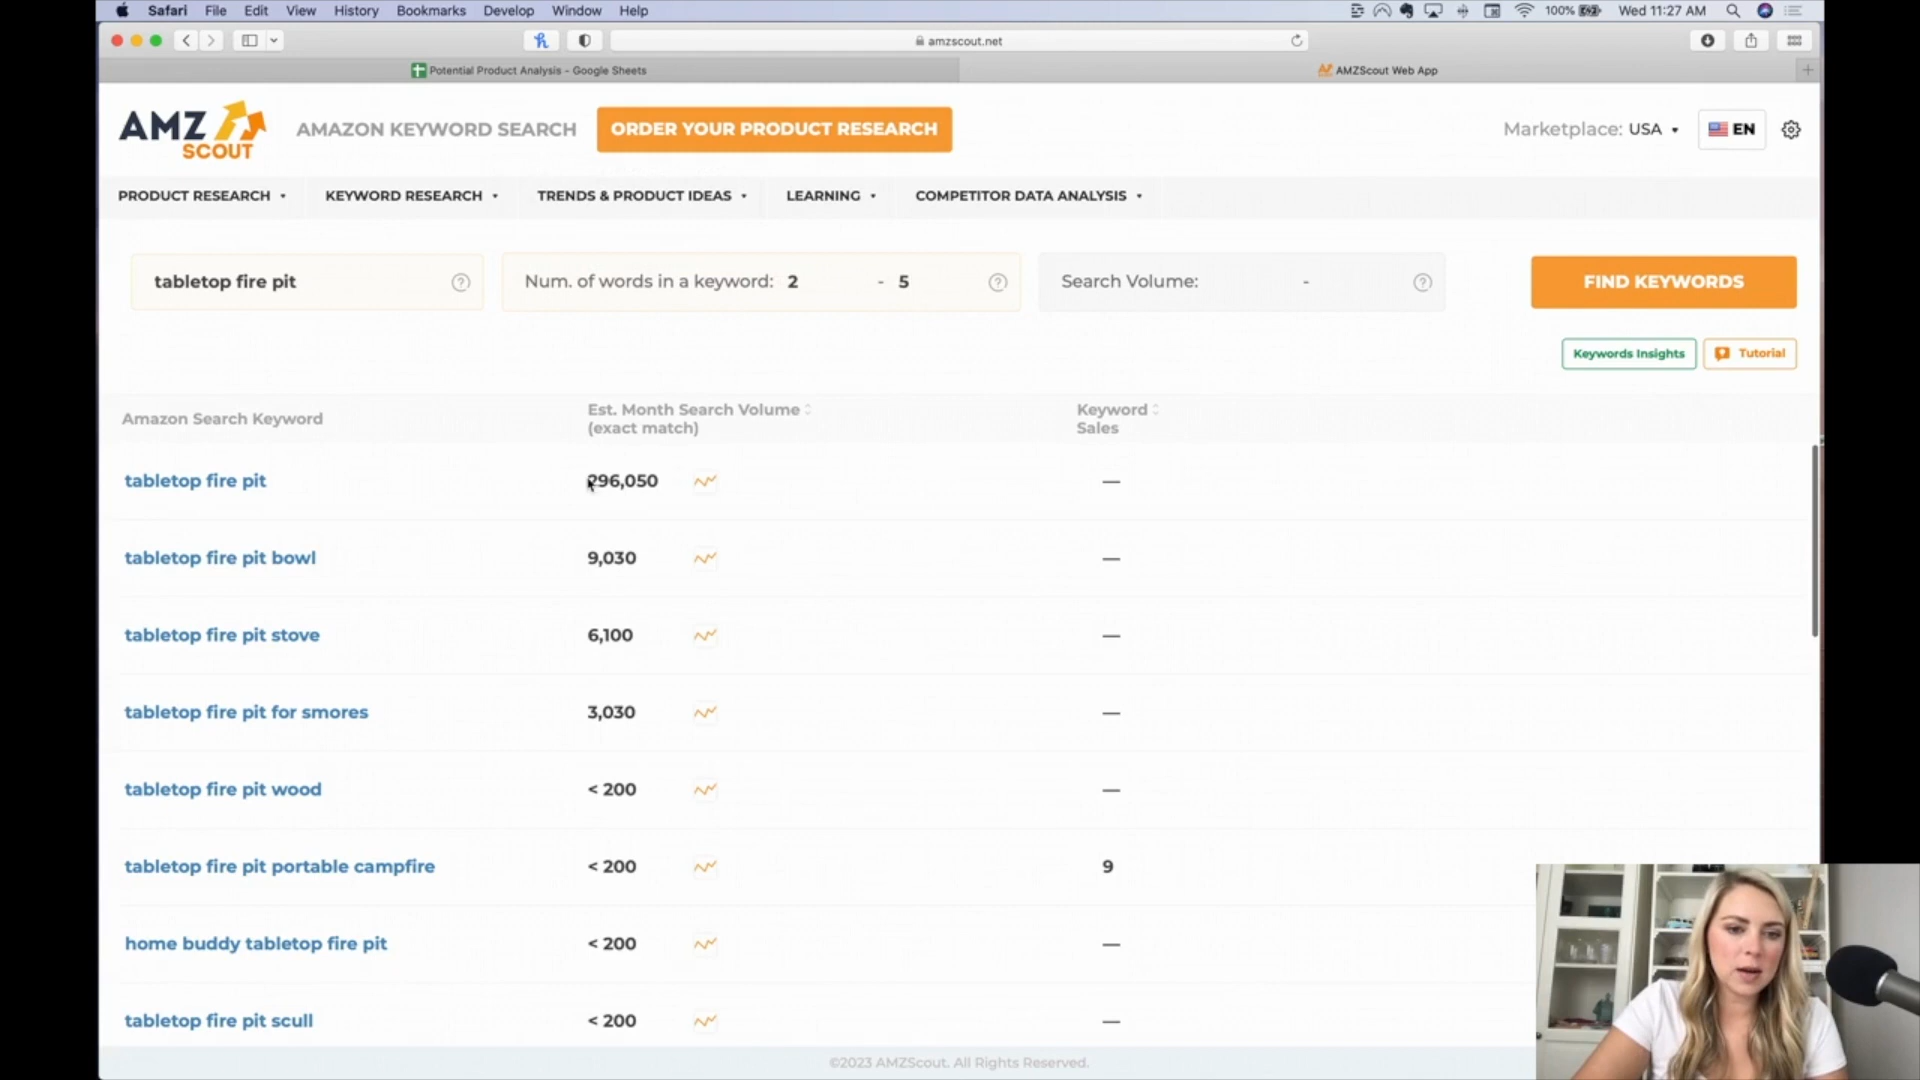 Safari File Edit View History Bookmarks Develop Window Help 100% Wed 11:27 AM
amzscout.net
Potential Product Analysis - Google Sheets AMZScout Web App
AMZ SCOUT AMAZON KEYWORD SEARCH ORDER YOUR PRODUCT RESEARCH Marketplace: USA EN
PRODUCT RESEARCH KEYWORD RESEARCH TRENDS & PRODUCT IDEAS LEARNING COMPETITOR DATA ANALYSIS
tabletop fire pit ? Num. of words in a keyword: 2 - 5 ? Search Volume: - ? FIND KEYWORDS
Keywords Insights Tutorial
Amazon Search Keyword
Est. Month Search Volume
(exact match)
Keyword
Sales
tabletop fire pit 296,050 —
tabletop fire pit bowl 9,030 —
tabletop fire pit stove 6,100 —
tabletop fire pit for smores 3,030 —
tabletop fire pit wood < 200 —
tabletop fire pit portable campfire < 200 9
home buddy tabletop fire pit < 200 —
tabletop fire pit scull < 200 —
©2023 AMZScout. All Rights Reserved.